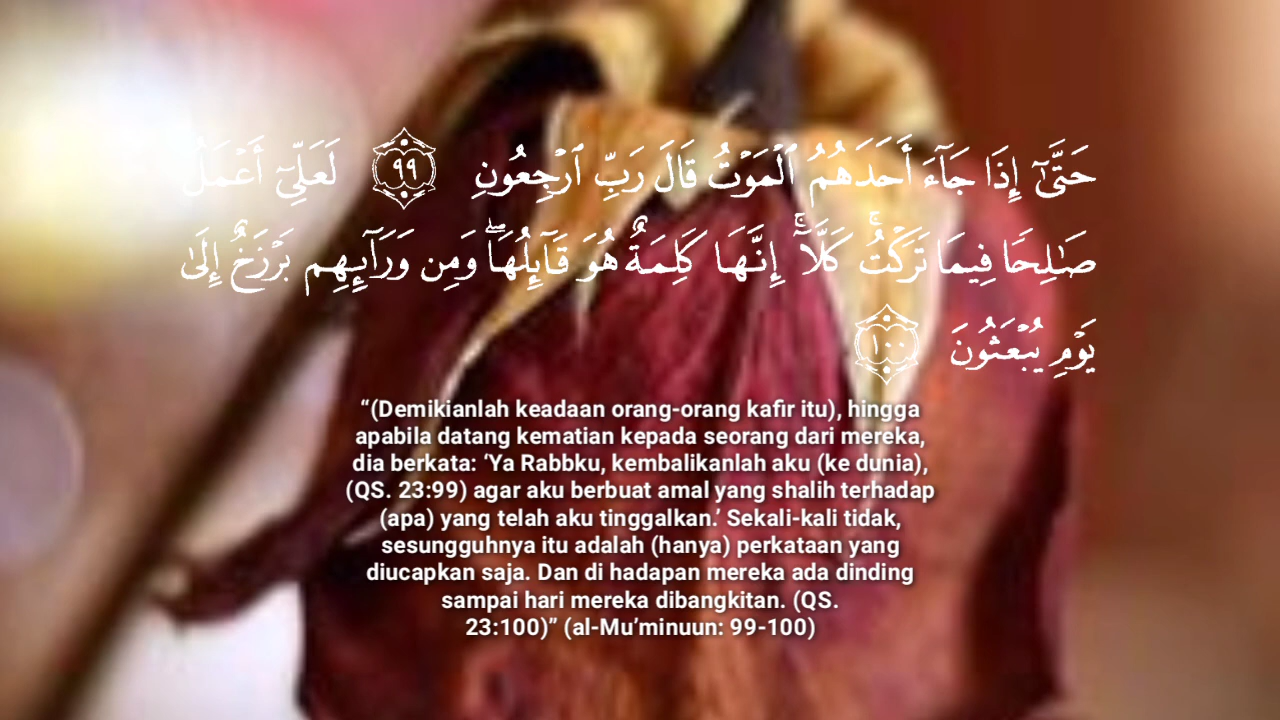 حَتَّىٰٓ إِذَا جَآءَ أَحَدَهُمُ ٱلْمَوْتُ قَالَ رَبِّ ٱرْجِعُونِ ٩٩ لَعَلِّىٓ أَعْمَلُ
صَـٰلِحًا فِيمَا تَرَكْتُ ۚ كَلَّآ ۚ إِنَّهَا كَلِمَةٌ هُوَ قَآئِلُهَا ۖ وَمِن وَرَآئِهِم بَرْزَخٌ إِلَىٰ
يَوْمِ يُبْعَثُونَ ١٠٠
“(Demikianlah keadaan orang-orang kafir itu), hingga
apabila datang kematian kepada seorang dari mereka,
dia berkata: ‘Ya Rabbku, kembalikanlah aku (ke dunia),
(QS. 23:99) agar aku berbuat amal yang shalih terhadap
(apa) yang telah aku tinggalkan.’ Sekali-kali tidak,
sesungguhnya itu adalah (hanya) perkataan yang
diucapkan saja. Dan di hadapan mereka ada dinding
sampai hari mereka dibangkitan. (QS.
23:100)” (al-Mu’minuun: 99-100)